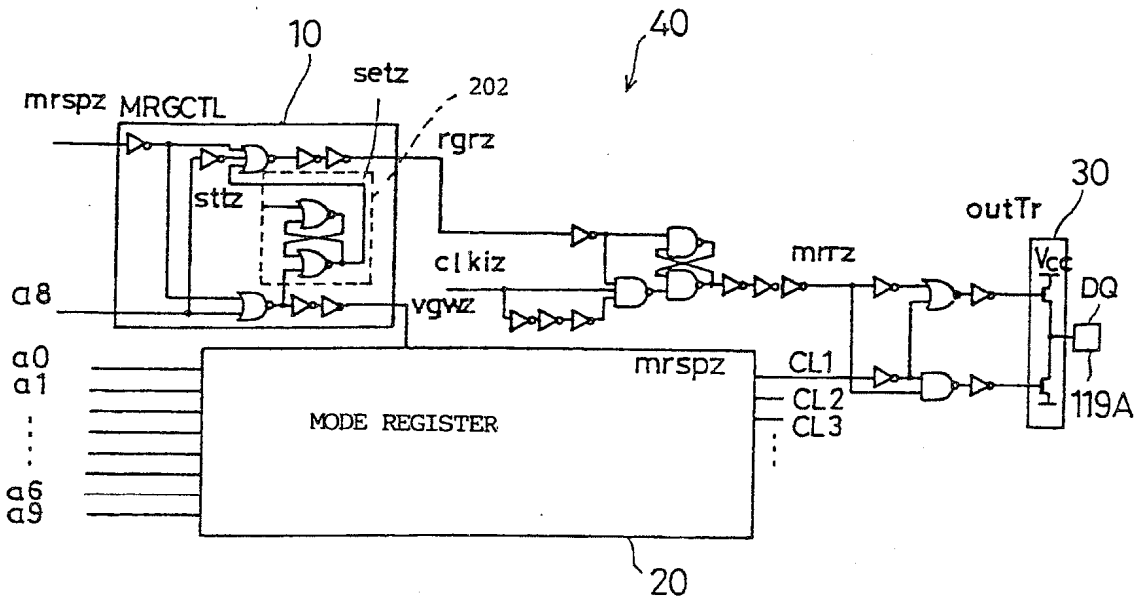 10
40
setz
202
mrspz
MRGCTL
rgrz
sttz
30
outTr
clkiz
mrrz
Vcc
DQ
a8
vgwz
a0
mrspz
CL1
a1
CL2
119A
MODE REGISTER
CL3
a6
a9
20